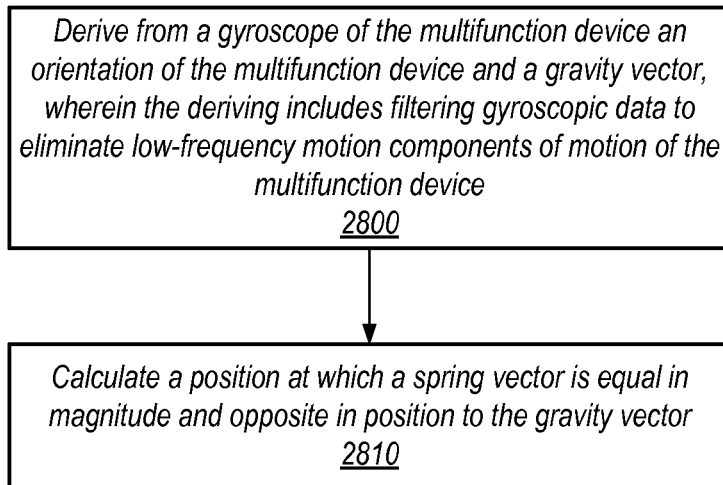 Derive from a gyroscope of the multifunction device an
orientation of the multifunction device and a gravity vector,
wherein the deriving includes filtering gyroscopic data to
eliminate low-frequency motion components of motion of the
multifunction device
2800
Calculate a position at which a spring vector is equal in
magnitude and opposite in position to the gravity vector
2810